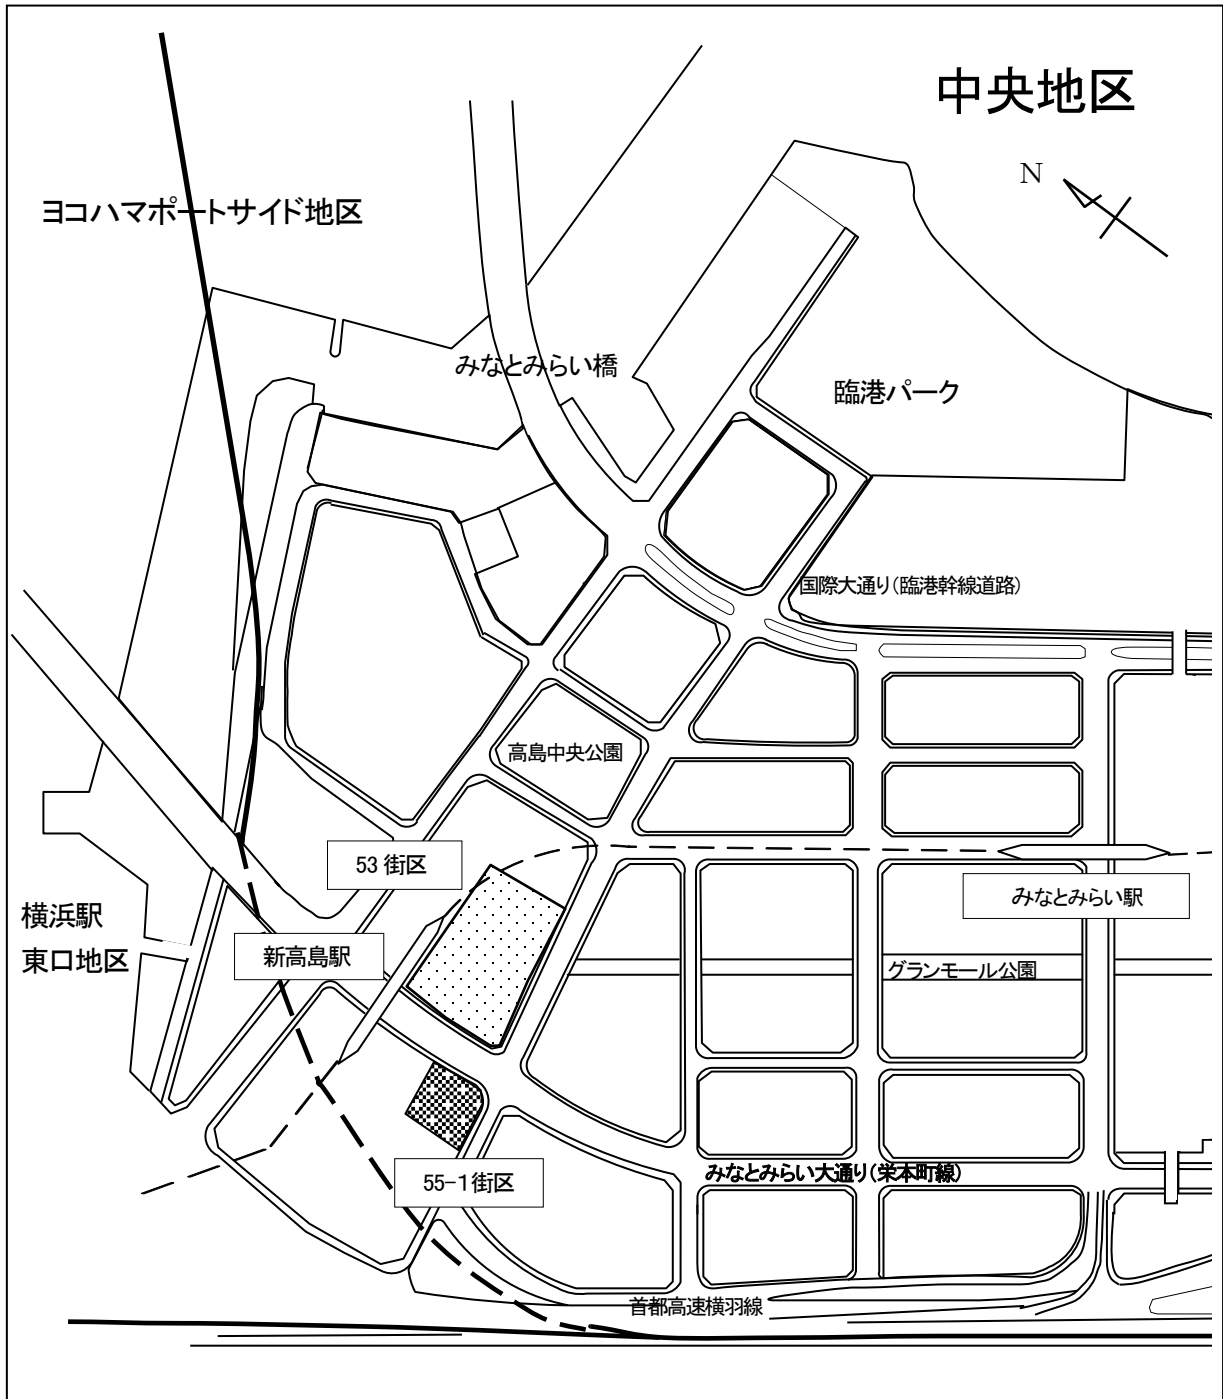 中央地区
N
ヨコハマポートサイド地区
みなとみらい橋
臨港パーク
国際大通り（臨港幹線道路）
高島中央公園
53 街区
みなとみらい駅
横浜駅
東口地区
新高島駅
グランモール公園
みなとみらい大通り（栄本町線）
55-1街区
首都高速横羽線